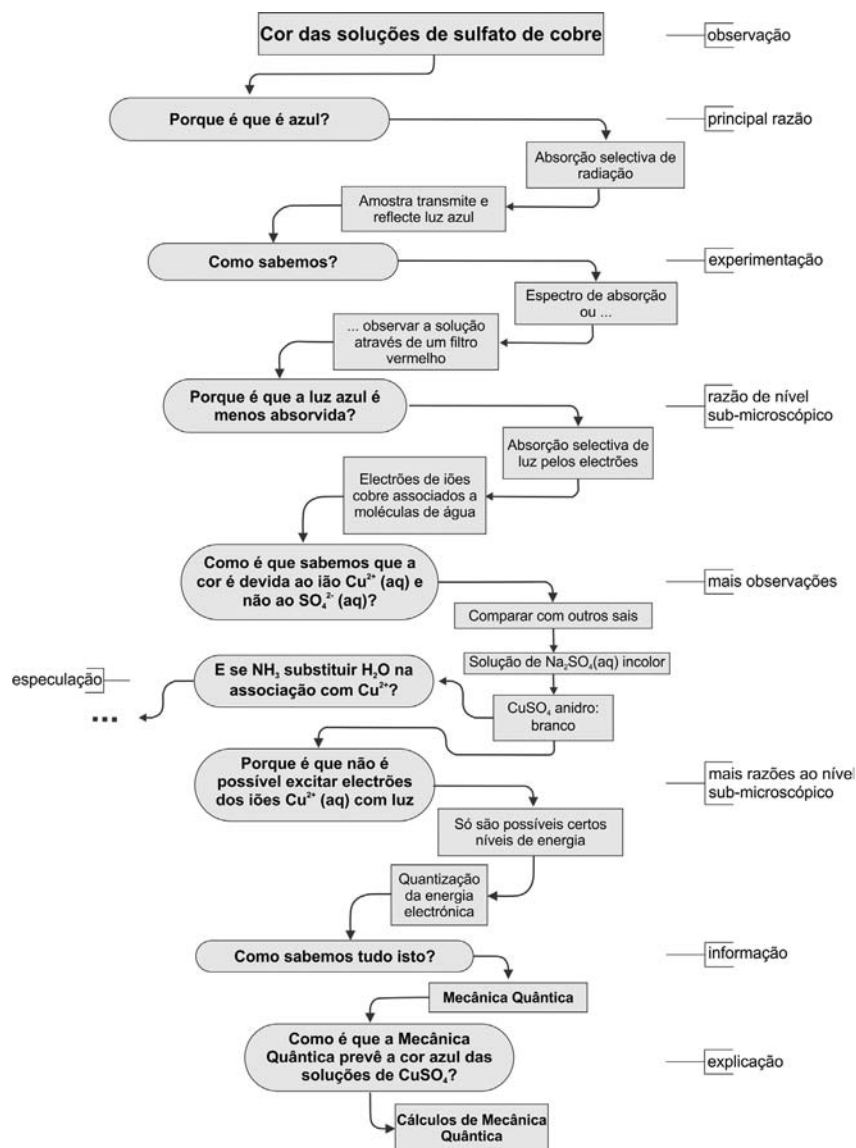 Cor das soluções de sulfato de cobre
observação
Porque é que é azul?
principal razão
Absorção selectiva de
radiação
Amostra transmite e
reflecte luz azul
Como sabemos?
experimentação
Espectro de absorção
ou ...
... observar a solução
através de um filtro
vermelho
Porque é que a luz azul é
menos absorvida?
razão de nível
sub-microscópico
Absorção selectiva de
luz pelos electrões
Electrões de iões
cobre associados a
moléculas de água
Como é que sabemos que a
cor é devida ao ião Cu²⁺ (aq) e
não ao SO₄²⁻ (aq)?
mais observações
Comparar com outros sais
Solução de Na₂SO₄(aq) incolor
CuSO₄ anidro:
branco
E se NH₃ substituir H₂O na
associação com Cu²⁺?
especulação
...
Porque é que não é
possível excitar electrões
dos iões Cu²⁺ (aq) com luz
mais razões ao nível
sub-microscópico
Só são possíveis certos
níveis de energia
Quantização
da energia
electrónica
Como sabemos tudo isto?
informação
Mecânica Quântica
Como é que a Mecânica
Quântica prevê a cor azul das
soluções de CuSO₄?
explicação
Cálculos de Mecânica
Quântica